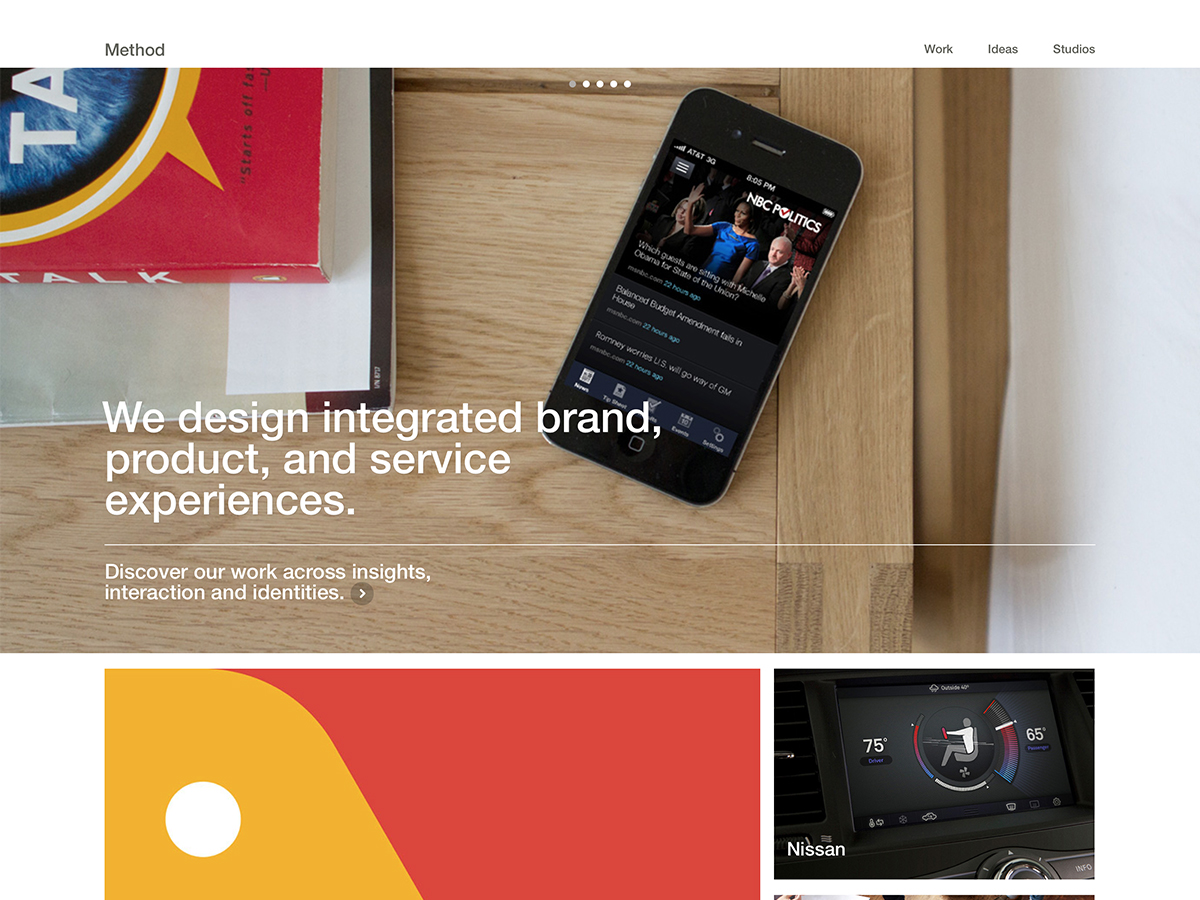 Method
Work
Ideas
Studios
TA
"Starts off fas
—U
TALK
I/N 8717
AT&T 3G
8:05 PM
NBC POLITICS
Which guests are sitting with Michelle
Obama for State of the Union?
msnbc.com 22 hours ago
Balanced Budget Amendment fails in
House
msnbc.com 22 hours ago
Romney worries U.S. will go way of GM
msnbc.com 22 hours ago
News
Tip Sheet
Events
Settings
We design integrated brand,
product, and service
experiences.
Discover our work across insights,
interaction and identities.
Outside 40°
75°
Driver
65°
Passenger
Nissan
INFO